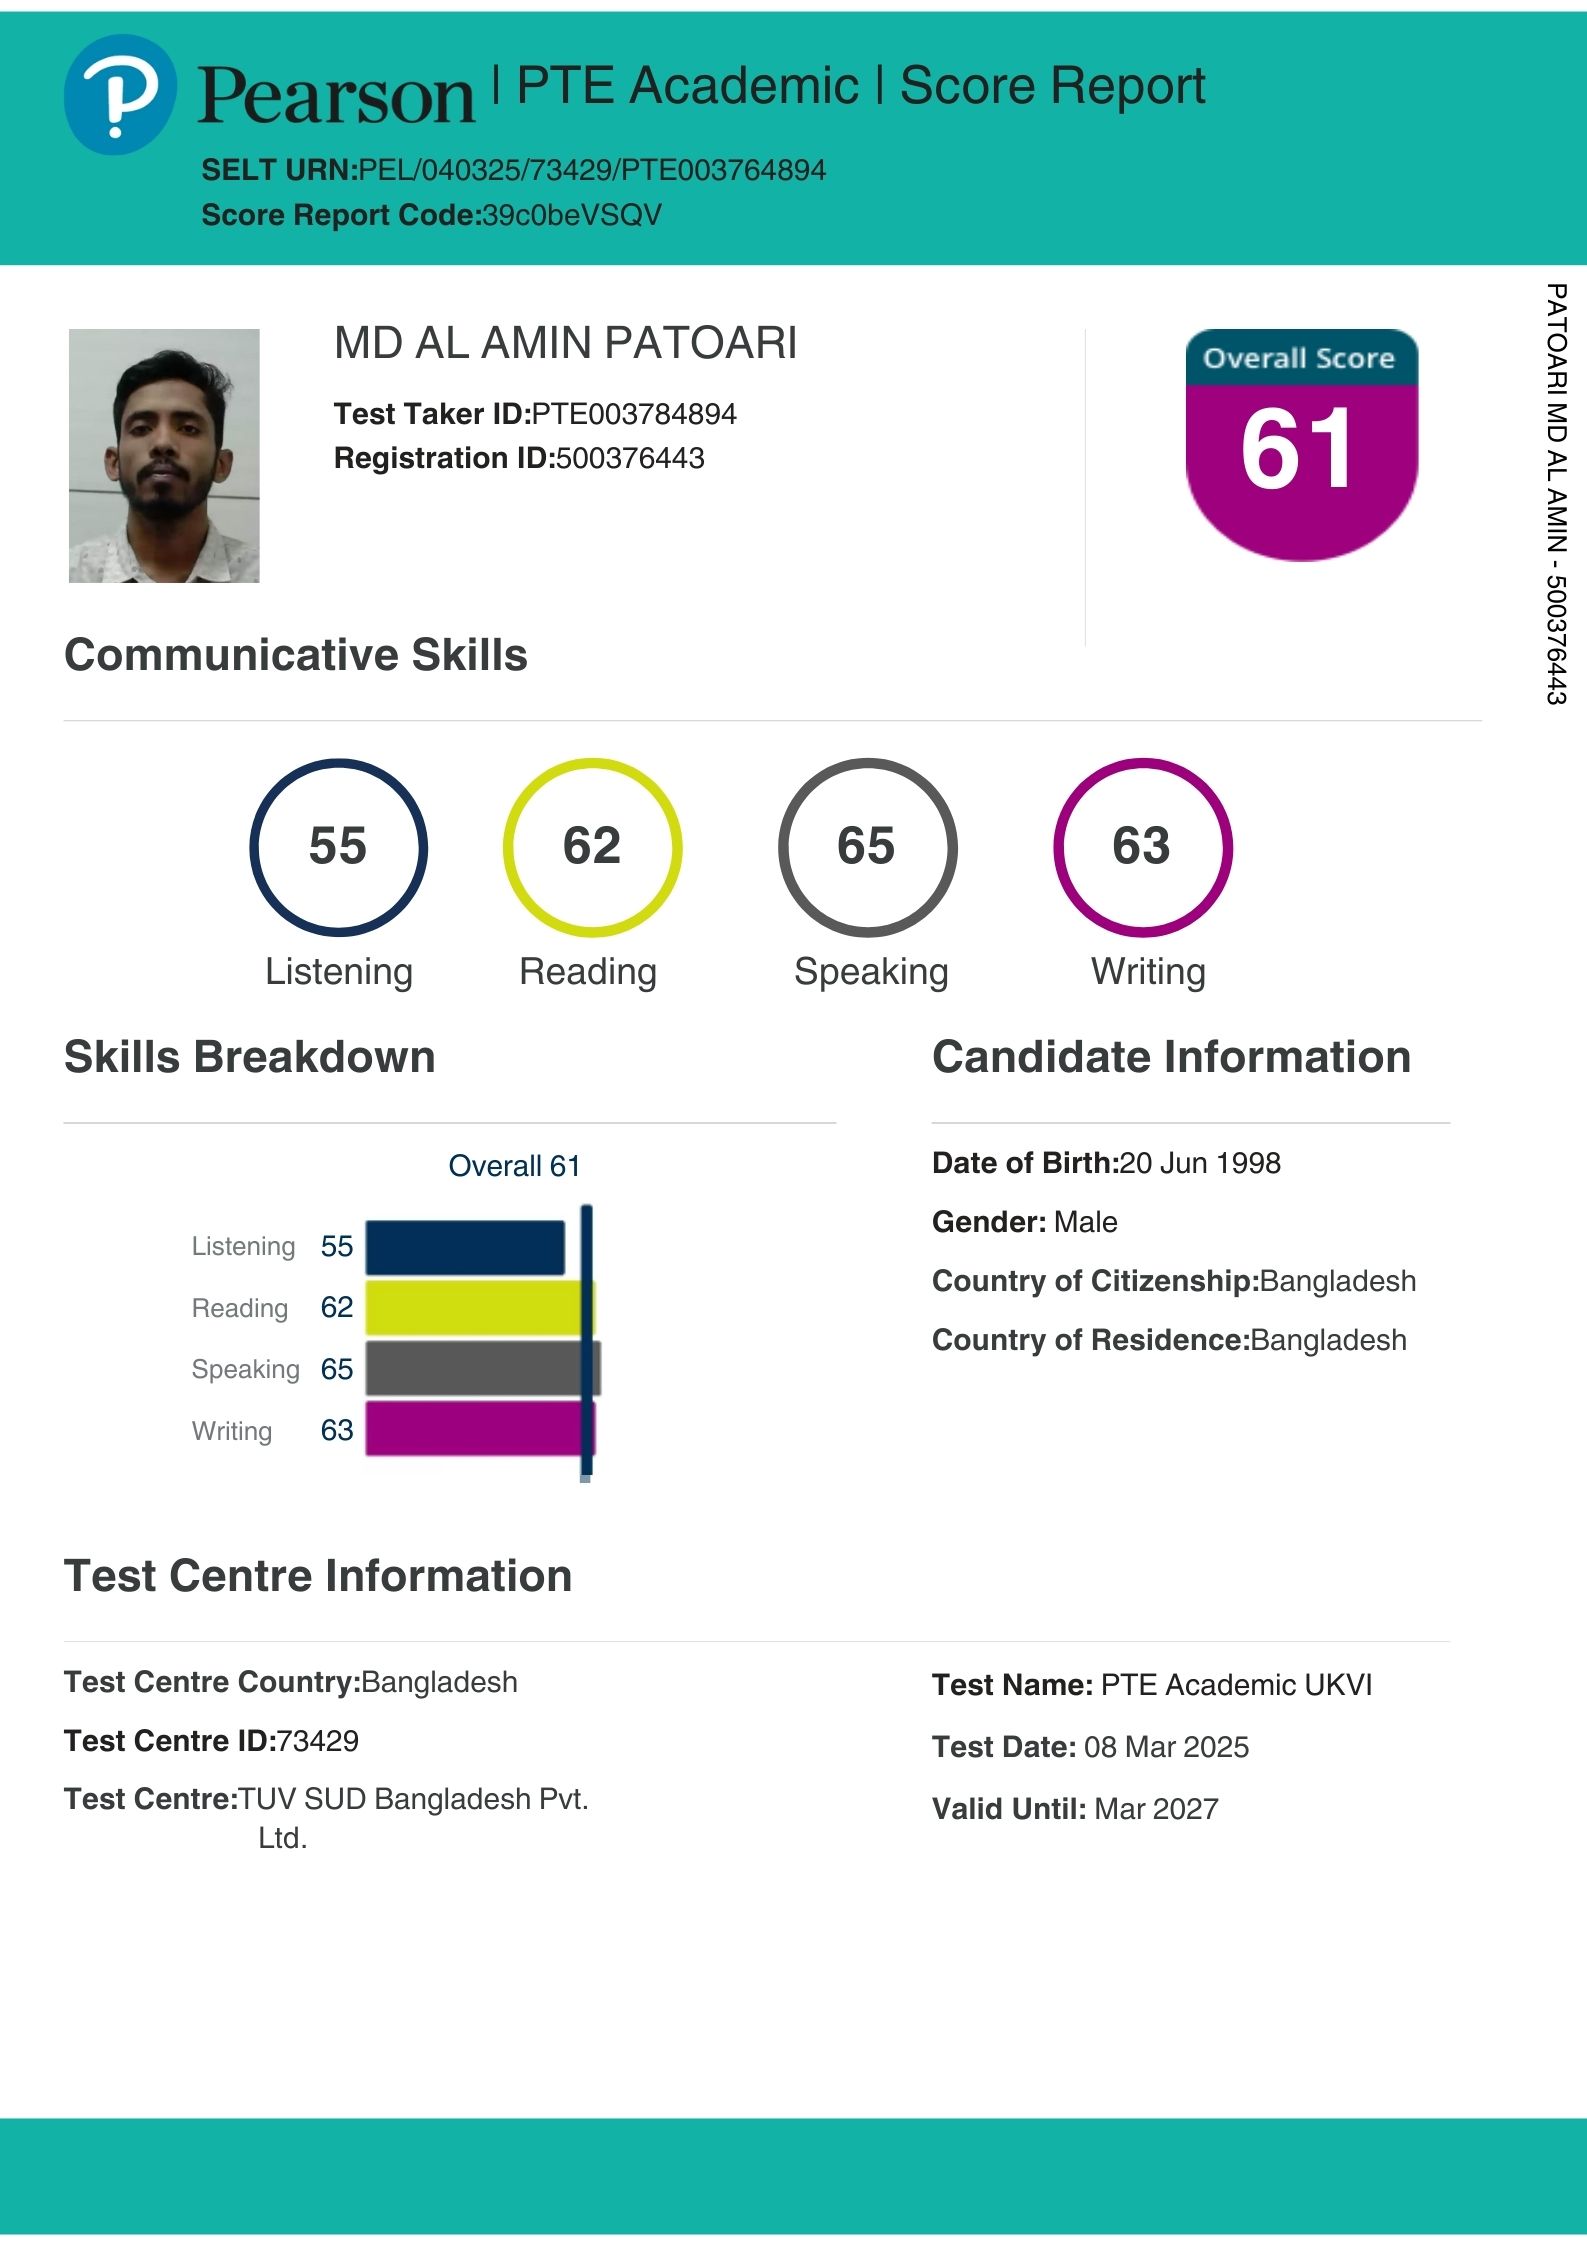 Pearson | PTE Academic | Score Report
SELT URN:PEL/040325/73429/PTE003764894
Score Report Code:39c0beVSQV
PATOARI MD AL AMIN - 500376443
MD AL AMIN PATOARI
Test Taker ID:PTE003784894
Registration ID:500376443
Overall Score
61
Communicative Skills
55
Listening
62
Reading
65
Speaking
63
Writing
Skills Breakdown
Overall 61
Listening 55
Reading 62
Speaking 65
Writing 63
Candidate Information
Date of Birth:20 Jun 1998
Gender: Male
Country of Citizenship:Bangladesh
Country of Residence:Bangladesh
Test Centre Information
Test Centre Country:Bangladesh
Test Centre ID:73429
Test Centre:TUV SUD Bangladesh Pvt.
Ltd.
Test Name: PTE Academic UKVI
Test Date: 08 Mar 2025
Valid Until: Mar 2027